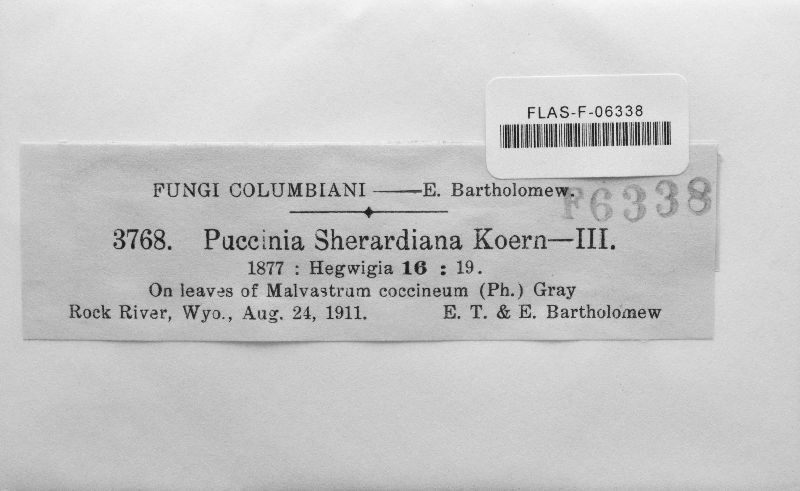 FLAS-F-06338
FUNGI COLUMBIANI ——E. Bartholomew.
F6338
3768. Puccinia Sherardiana Koern—III.
1877 : Hegwigia 16 : 19.
On leaves of Malvastrum coccineum (Ph.) Gray
Rock River, Wyo., Aug. 24, 1911. E. T. & E. Bartholomew